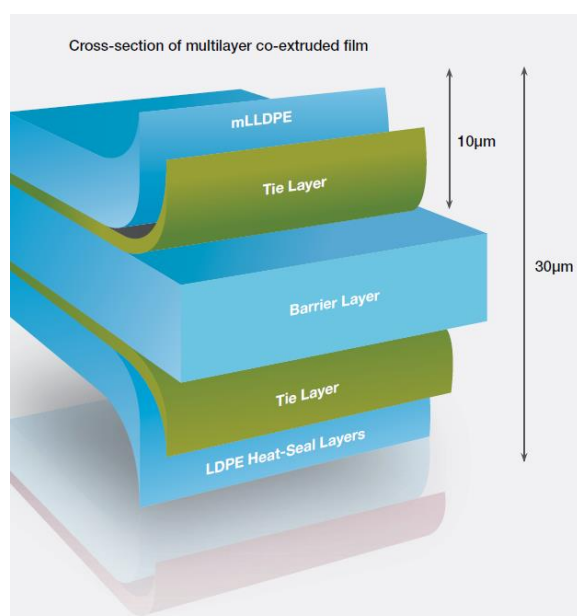 Cross-section of multilayer co-extruded film
mLLDPE
10µm
Tie Layer
30µm
Barrier Layer
Tie Layer
LDPE Heat-Seal Layers